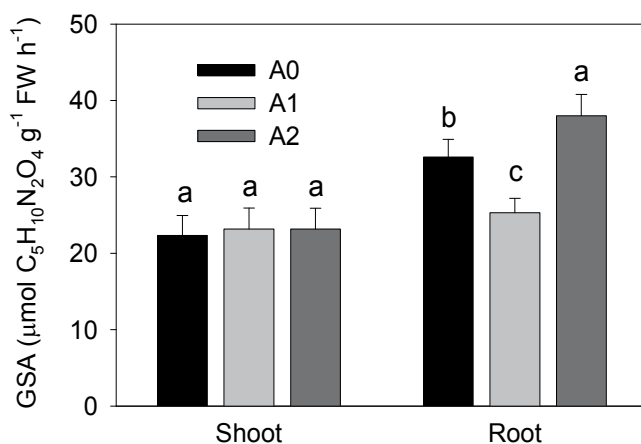 GSA (μmol C₅H₁₀N₂O₄ g⁻¹ FW h⁻¹)
50
40
30
20
10
0
A0
A1
A2
a
a
a
b
c
a
Shoot
Root